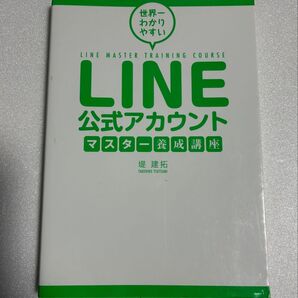 世界一
わかり
やすい
LINE MASTER TRAINING COURSE
LINE
公式アカウント
マスター養成講座
堤 建拓
TAKEHIRO TSUTSUMI